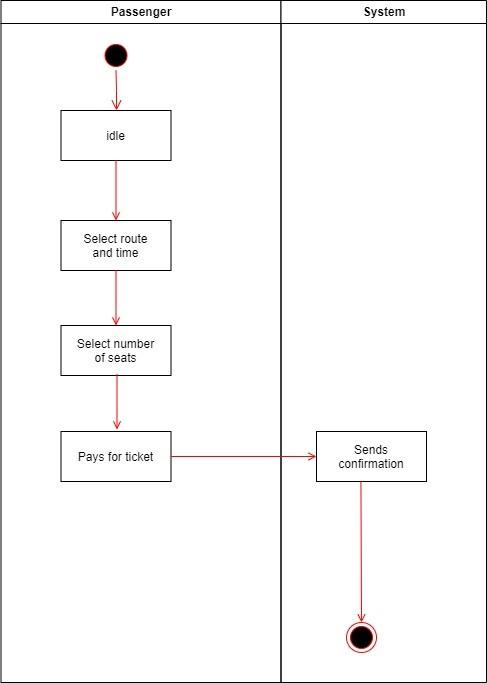 Passenger
System
idle
Select route
and time
Select number
of seats
Pays for ticket
Sends
confirmation